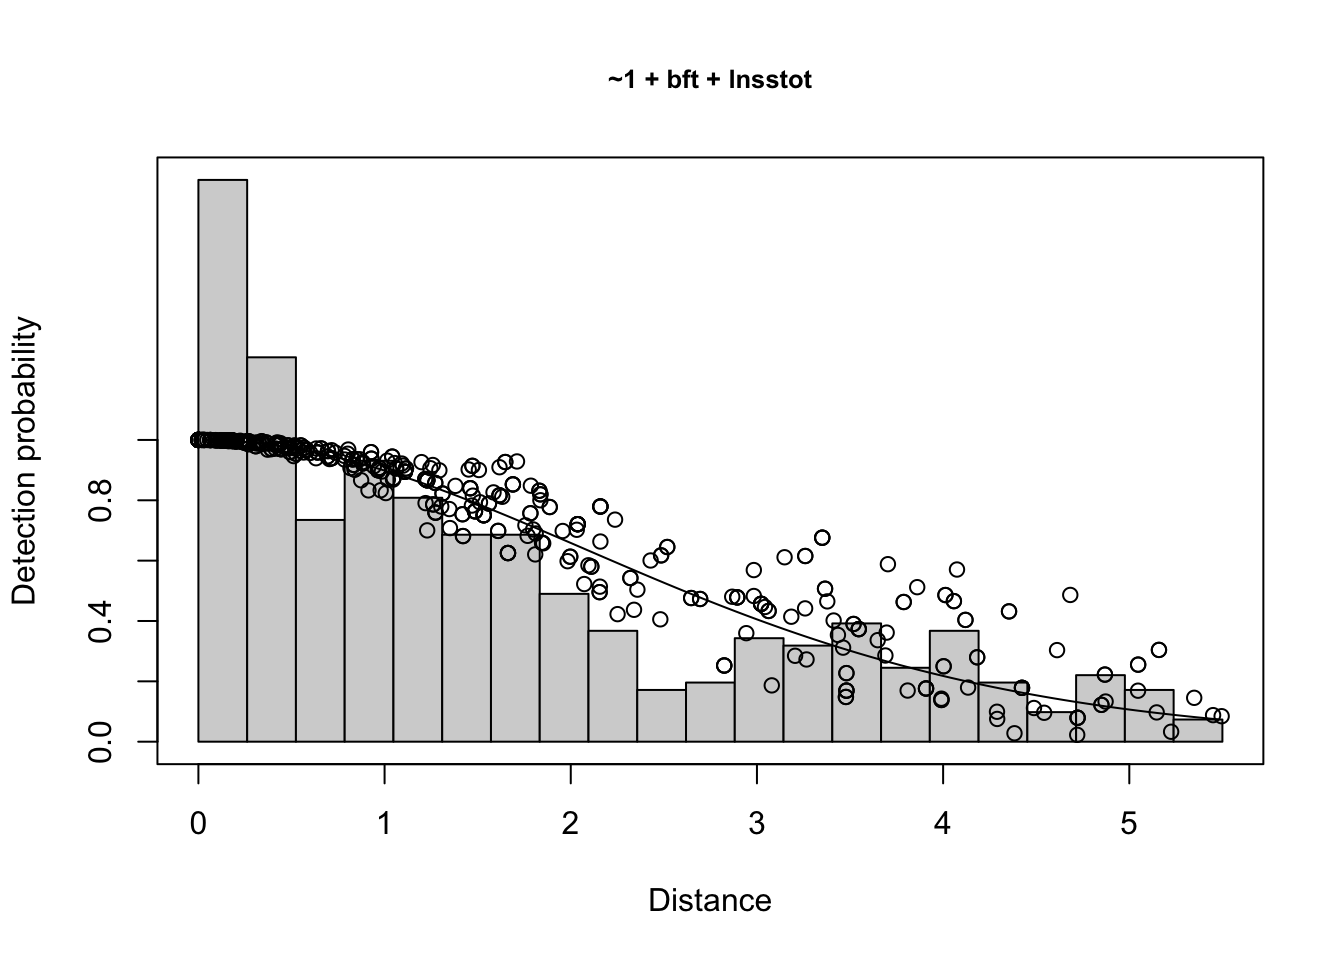 ~1 + bft + lnsstot
Detection probability
0.8
0.4
0.0
0 1 2 3 4 5
Distance